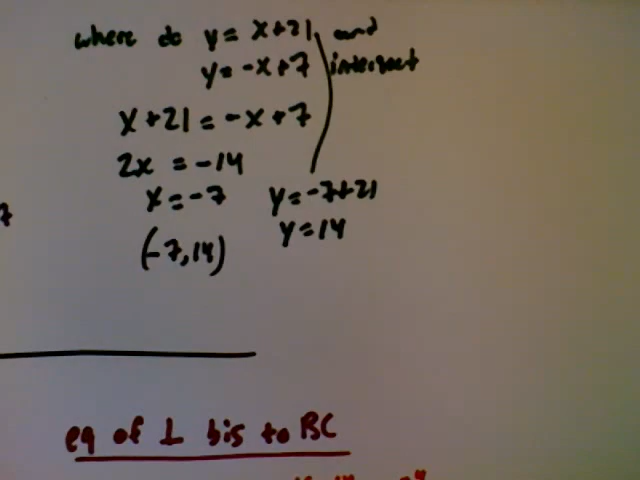 where do y = x+21 and
y = -x+7 intersect
x+21 = -x+7
2x = -14
x = -7 y = -7+21
7
y = 14
(-7,14)
eq of ⊥ bis to BC